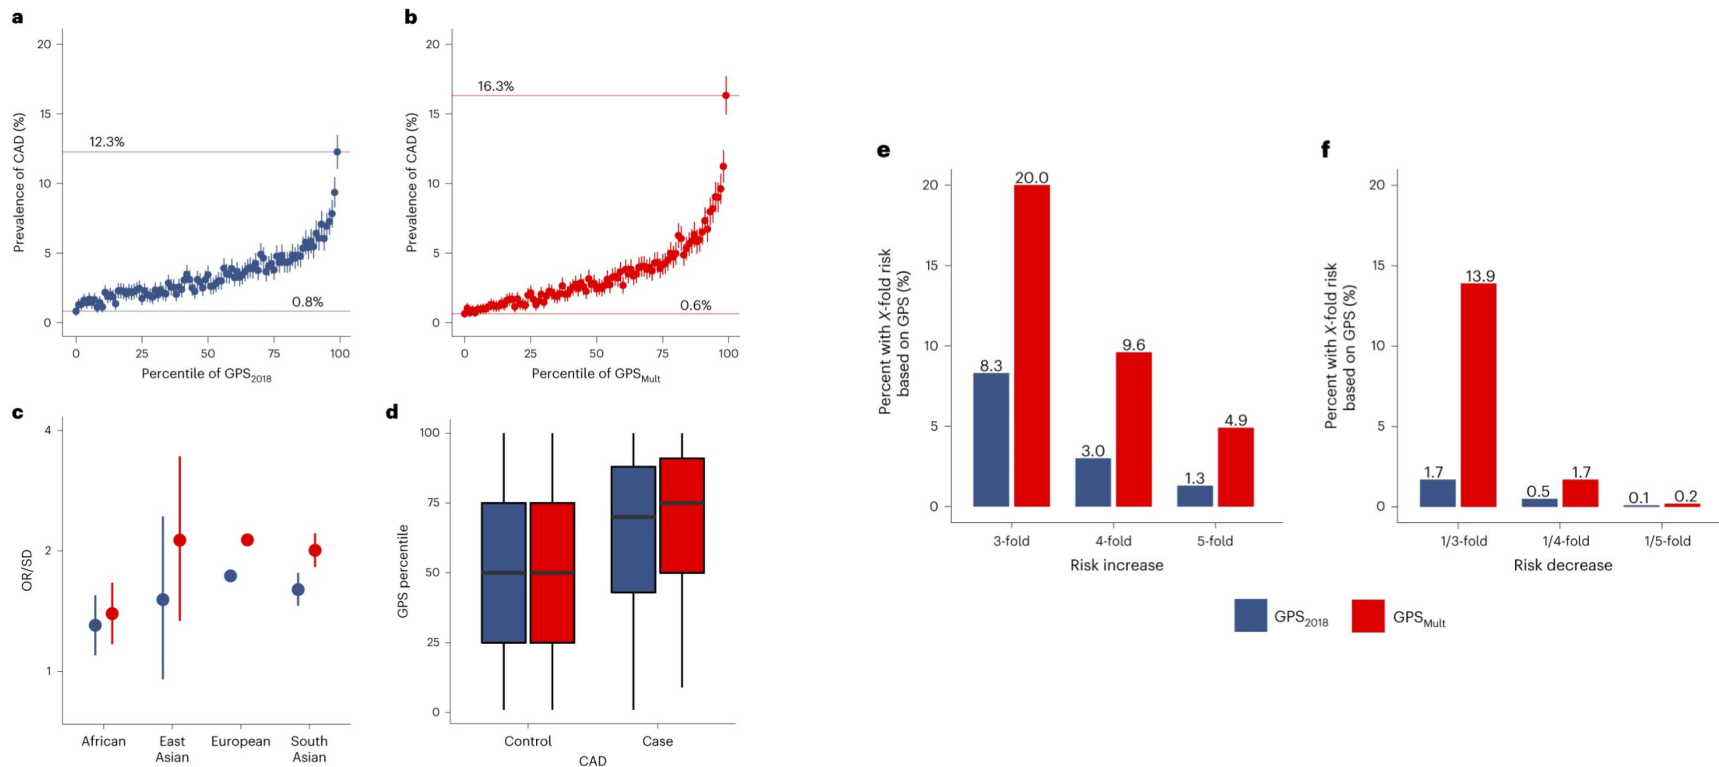 a
Prevalence of CAD (%)
20
15
10
5
0
12.3%
0.8%
0 25 50 75 100
Percentile of GPS2018
b
Prevalence of CAD (%)
20
15
10
5
0
16.3%
0.6%
0 25 50 75 100
Percentile of GPSMult
c
OR/SD
4
2
1
African
East
Asian
European
South
Asian
d
GPS percentile
100
75
50
25
0
Control Case
CAD
e
Percent with X-fold risk
based on GPS (%)
20
15
10
5
0
8.3
20.0
3.0
9.6
1.3
4.9
3-fold 4-fold 5-fold
Risk increase
f
Percent with X-fold risk
based on GPS (%)
20
15
10
5
0
1.7
13.9
0.5
1.7
0.1
0.2
1/3-fold 1/4-fold 1/5-fold
Risk decrease
GPS2018 GPSMult